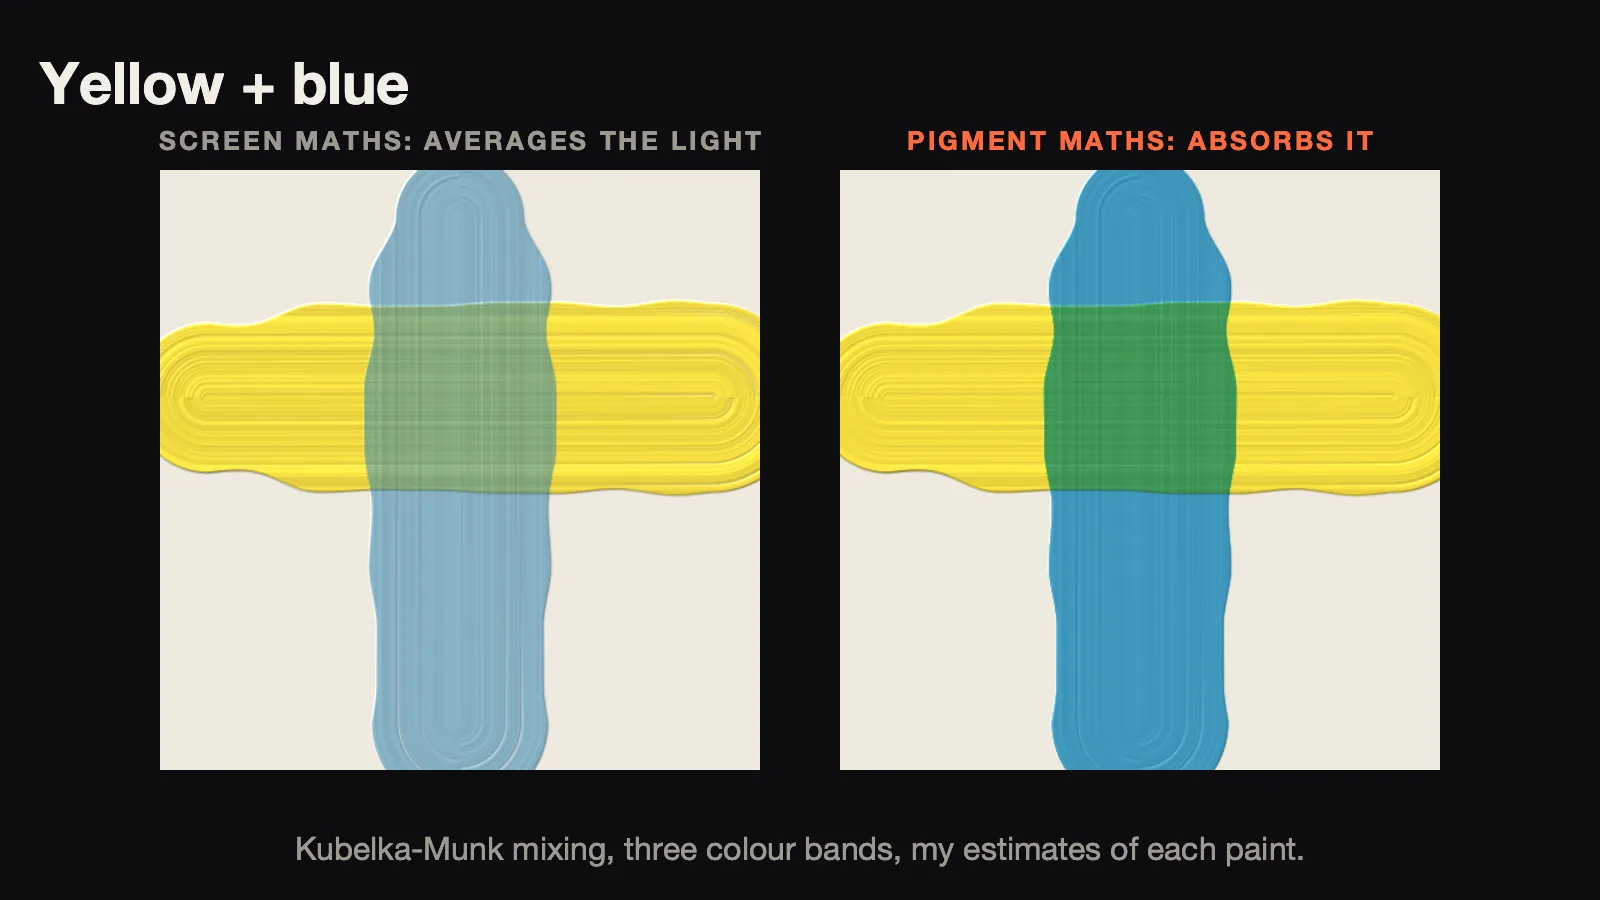 Yellow + blue
SCREEN MATHS: AVERAGES THE LIGHT
PIGMENT MATHS: ABSORBS IT
Kubelka-Munk mixing, three colour bands, my estimates of each paint.